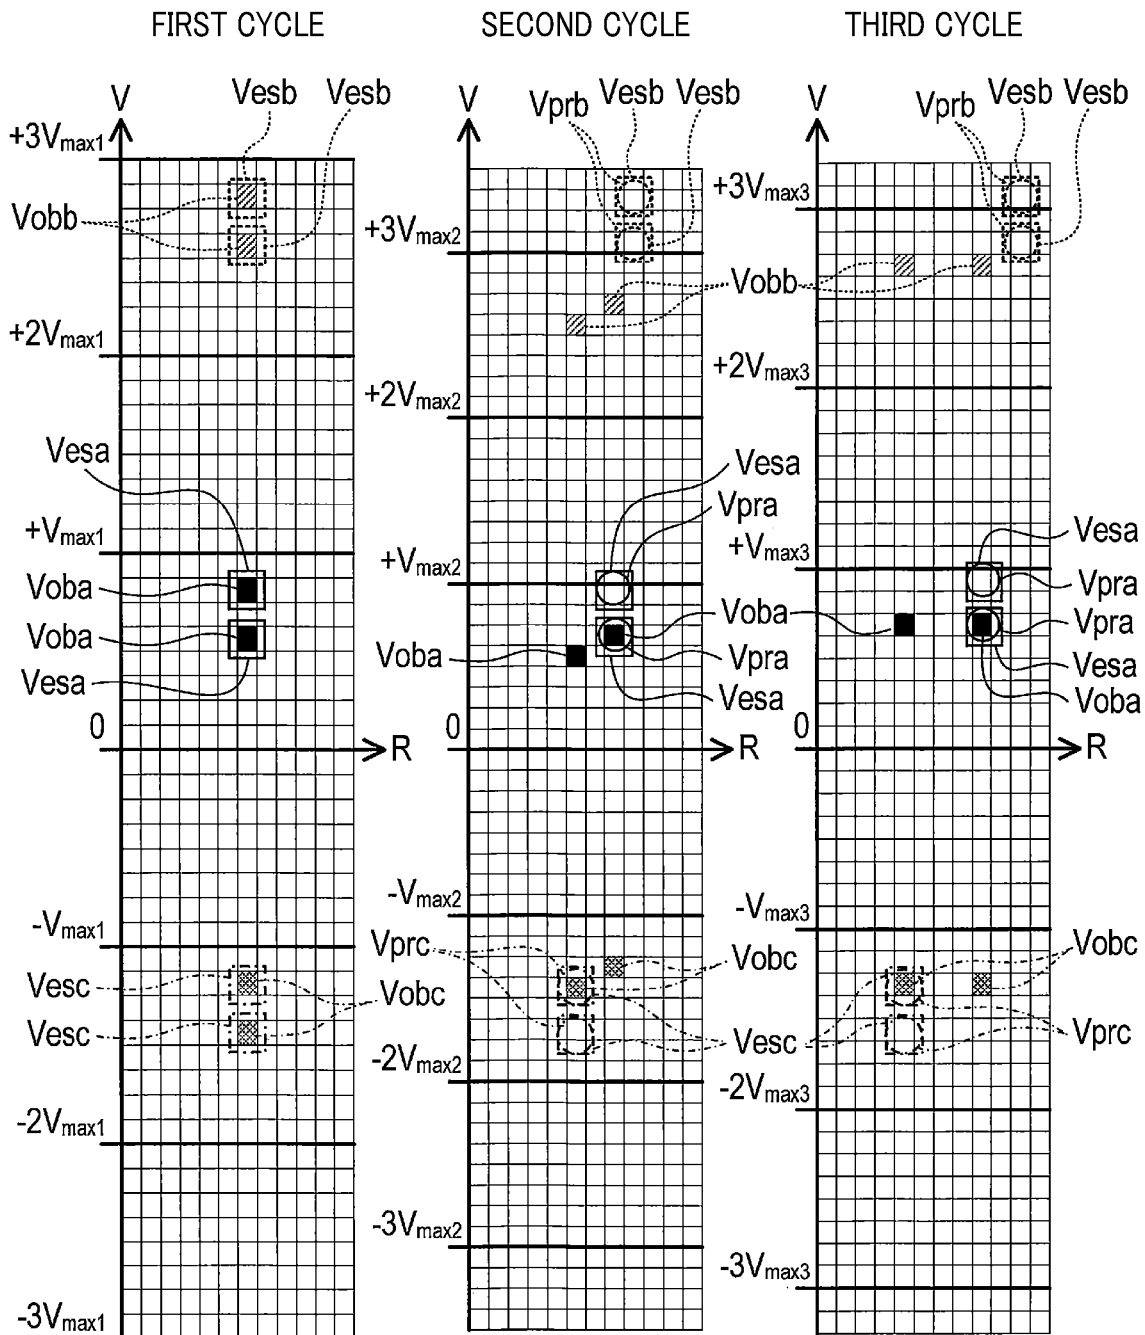 FIRST CYCLE
SECOND CYCLE
THIRD CYCLE
V
Vesb
Vesb
+3Vmax1
Vobb
+2Vmax1
Vesa
+Vmax1
Voba
Voba
Vesa
0
R
-Vmax1
Vesc
Vesc
Vobc
-2Vmax1
-3Vmax1
V
Vprb
Vesb
Vesb
+3Vmax2
Vobb
+2Vmax2
Vesa
Vpra
+Vmax2
Voba
Voba
Vpra
Vesa
0
R
-Vmax2
Vprc
Vobc
Vesc
-2Vmax2
-3Vmax2
V
Vprb
Vesb
Vesb
+3Vmax3
+2Vmax3
Vesa
+Vmax3
Vpra
Vpra
Vesa
Voba
0
R
-Vmax3
Vobc
Vprc
-2Vmax3
-3Vmax3